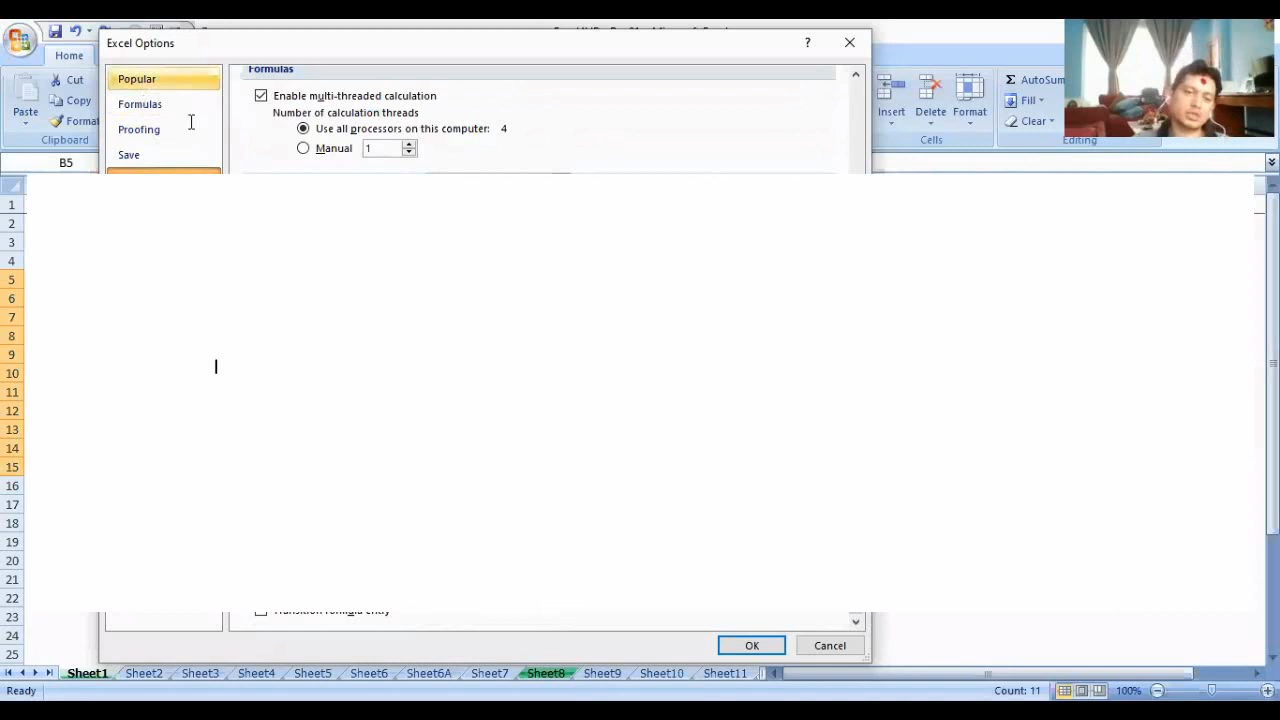 Excel Options
Home
Cut
Copy
Format
Paste
Clipboard
Popular
Formulas
Proofing
Save
Formulas
Enable multi-threaded calculation
Number of calculation threads
Use all processors on this computer: 4
Manual 1
Insert
Delete
Format
Cells
AutoSum
Fill
Clear
Editing
B5
1
2
3
4
5
6
7
8
9
10
11
12
13
14
15
16
17
18
19
20
21
22
23
24
25
OK
Cancel
Sheet1 Sheet2 Sheet3 Sheet4 Sheet5 Sheet6 Sheet6A Sheet7 Sheet8 Sheet9 Sheet10 Sheet11
Ready
Count: 11
100%